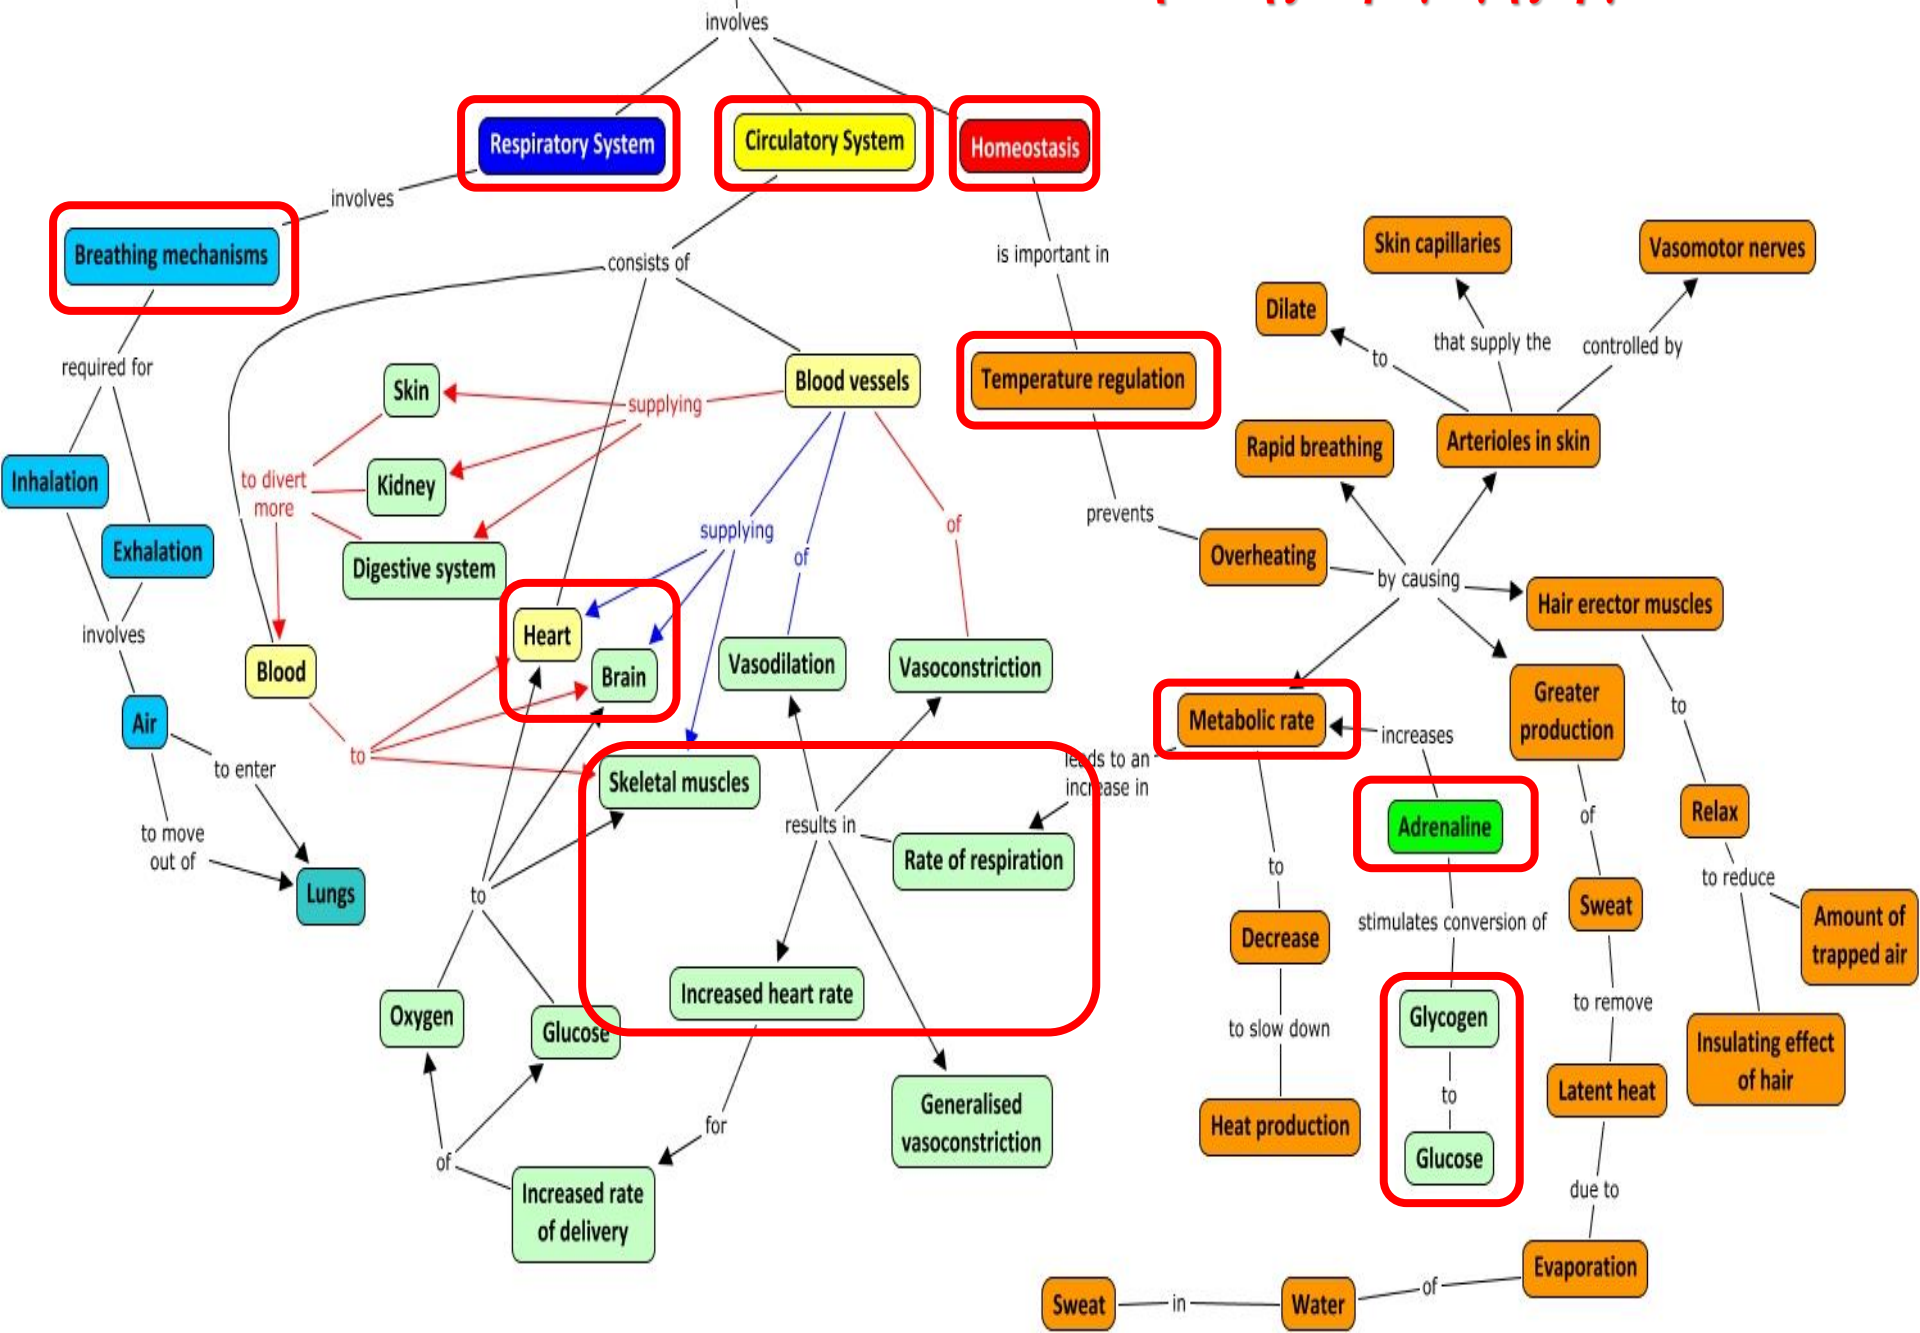 involves
Respiratory System
Circulatory System
Homeostasis
involves
Breathing mechanisms
consists of
is important in
Skin capillaries
Vasomotor nerves
Dilate
to
that supply the
controlled by
required for
Skin
supplying
Blood vessels
Temperature regulation
Rapid breathing
Arterioles in skin
Inhalation
to divert
more
Kidney
Exhalation
Digestive system
supplying
of
of
prevents
Overheating
by causing
Hair erector muscles
involves
Blood
Heart
Brain
Vasodilation
Vasoconstriction
Air
to
Metabolic rate
increases
Greater
production
to
to enter
Skeletal muscles
leads to an
increase in
to move
out of
results in
Rate of respiration
Adrenaline
of
Relax
Lungs
to
to
stimulates conversion of
to reduce
Decrease
Sweat
Amount of
trapped air
Oxygen
Glucose
Increased heart rate
to slow down
Glycogen
to
Glucose
to remove
Insulating effect
of hair
Latent heat
Generalised
vasoconstriction
for
Heat production
of
Increased rate
of delivery
due to
Evaporation
of
Water
in
Sweat